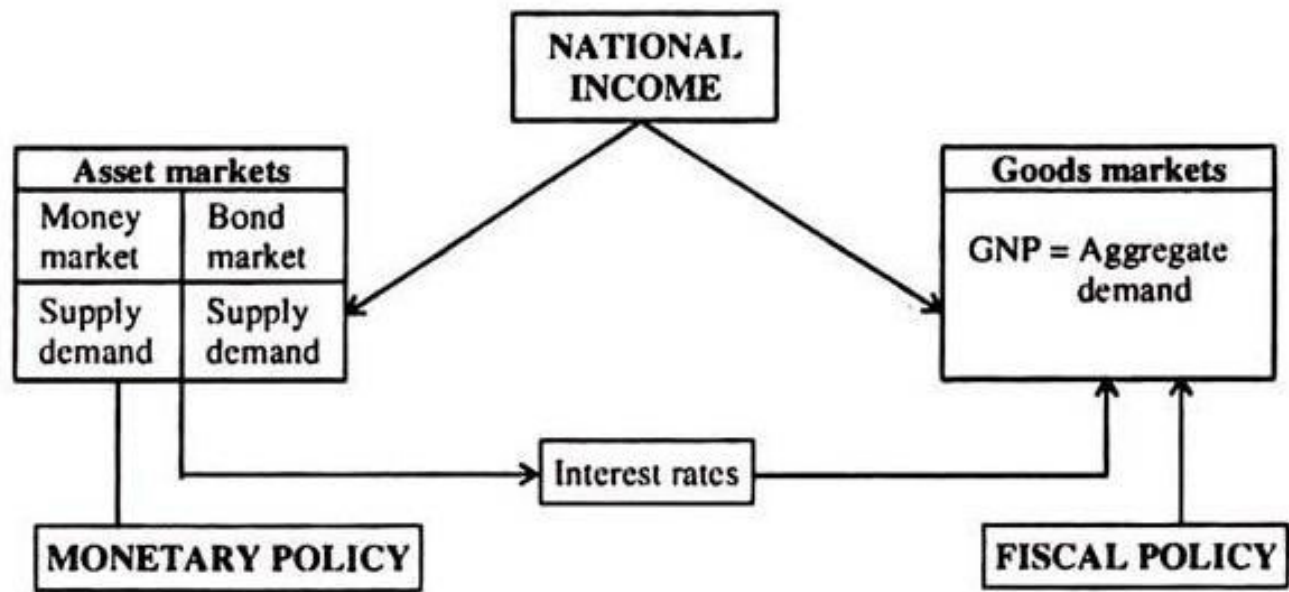 NATIONAL
INCOME
Asset markets
Money
market
Bond
market
Supply
demand
Supply
demand
Goods markets
GNP = Aggregate
demand
Interest rates
MONETARY POLICY
FISCAL POLICY